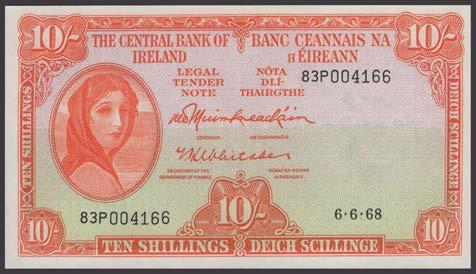 10/- THE CENTRAL BANK OF IRELAND BANC CEANNAIS NA hÉIREANN 10/-
LEGAL TENDER NOTE NÓTA DLÍ-THAIRGTHE
83P004166
GOVERNOR AN GOBHARNÓIR
T K Whitaker
SECRETARY OF THE DEPARTMENT OF FINANCE RÚNAÍ NA ROINNE AIRGEADAIS
TEN SHILLINGS
DEICH SCILLINGE
83P004166
10/-
6·6·68
TEN SHILLINGS DEICH SCILLINGE